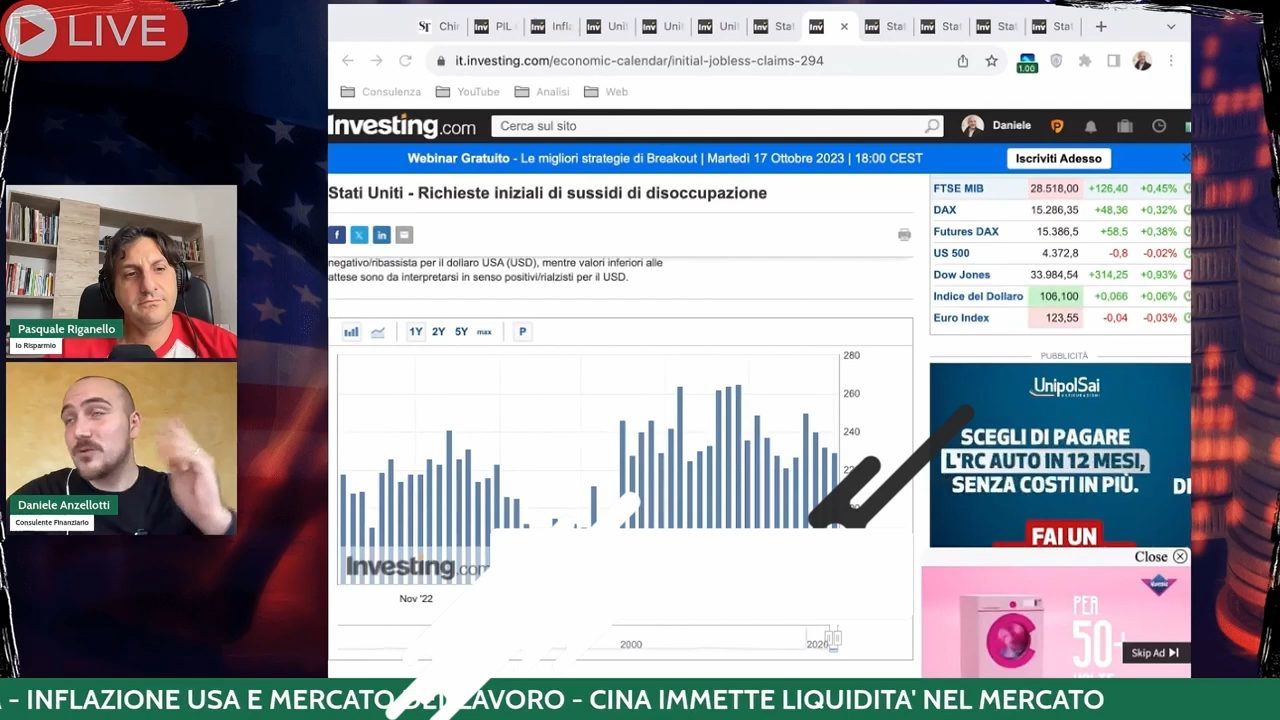 LIVE
Chi
PIL
Infla
Unit
Unit
Unit
Stat
Stat
Stat
Stat
Stat
it.investing.com/economic-calendar/initial-jobless-claims-294
1.00
Consulenza
YouTube
Analisi
Web
Investing.com
Cerca sul sito
Daniele
Webinar Gratuito - Le migliori strategie di Breakout | Martedì 17 Ottobre 2023 | 18:00 CEST
Iscriviti Adesso
Stati Uniti - Richieste iniziali di sussidi di disoccupazione
negativo/ribassista per il dollaro USA (USD), mentre valori inferiori alle
attese sono da interpretarsi in senso positivi/rialzisti per il USD.
1Y 2Y 5Y max P
280
260
240
Investing.com
Nov '22
2000
FTSE MIB 28.518,00 +126,40 +0,45%
DAX 15.286,35 +48,36 +0,32%
Futures DAX 15.386,5 +58,5 +0,38%
US 500 4.372,8 -0,8 -0,02%
Dow Jones 33.984,54 +314,25 +0,93%
Indice del Dollaro 106,100 +0,066 +0,06%
Euro Index 123,55 -0,04 -0,03%
PUBBLICITÀ
UnipolSai
ASSICURAZIONI
SCEGLI DI PAGARE
L'RC AUTO IN 12 MESI,
SENZA COSTI IN PIÙ.
FAI UN
Close
PER
50
Skip Ad
Pasquale Riganello
Io Risparmio
Daniele Anzellotti
Consulente Finanziario
- INFLAZIONE USA E MERCATO DEL LAVORO - CINA IMMETTE LIQUIDITA' NEL MERCATO